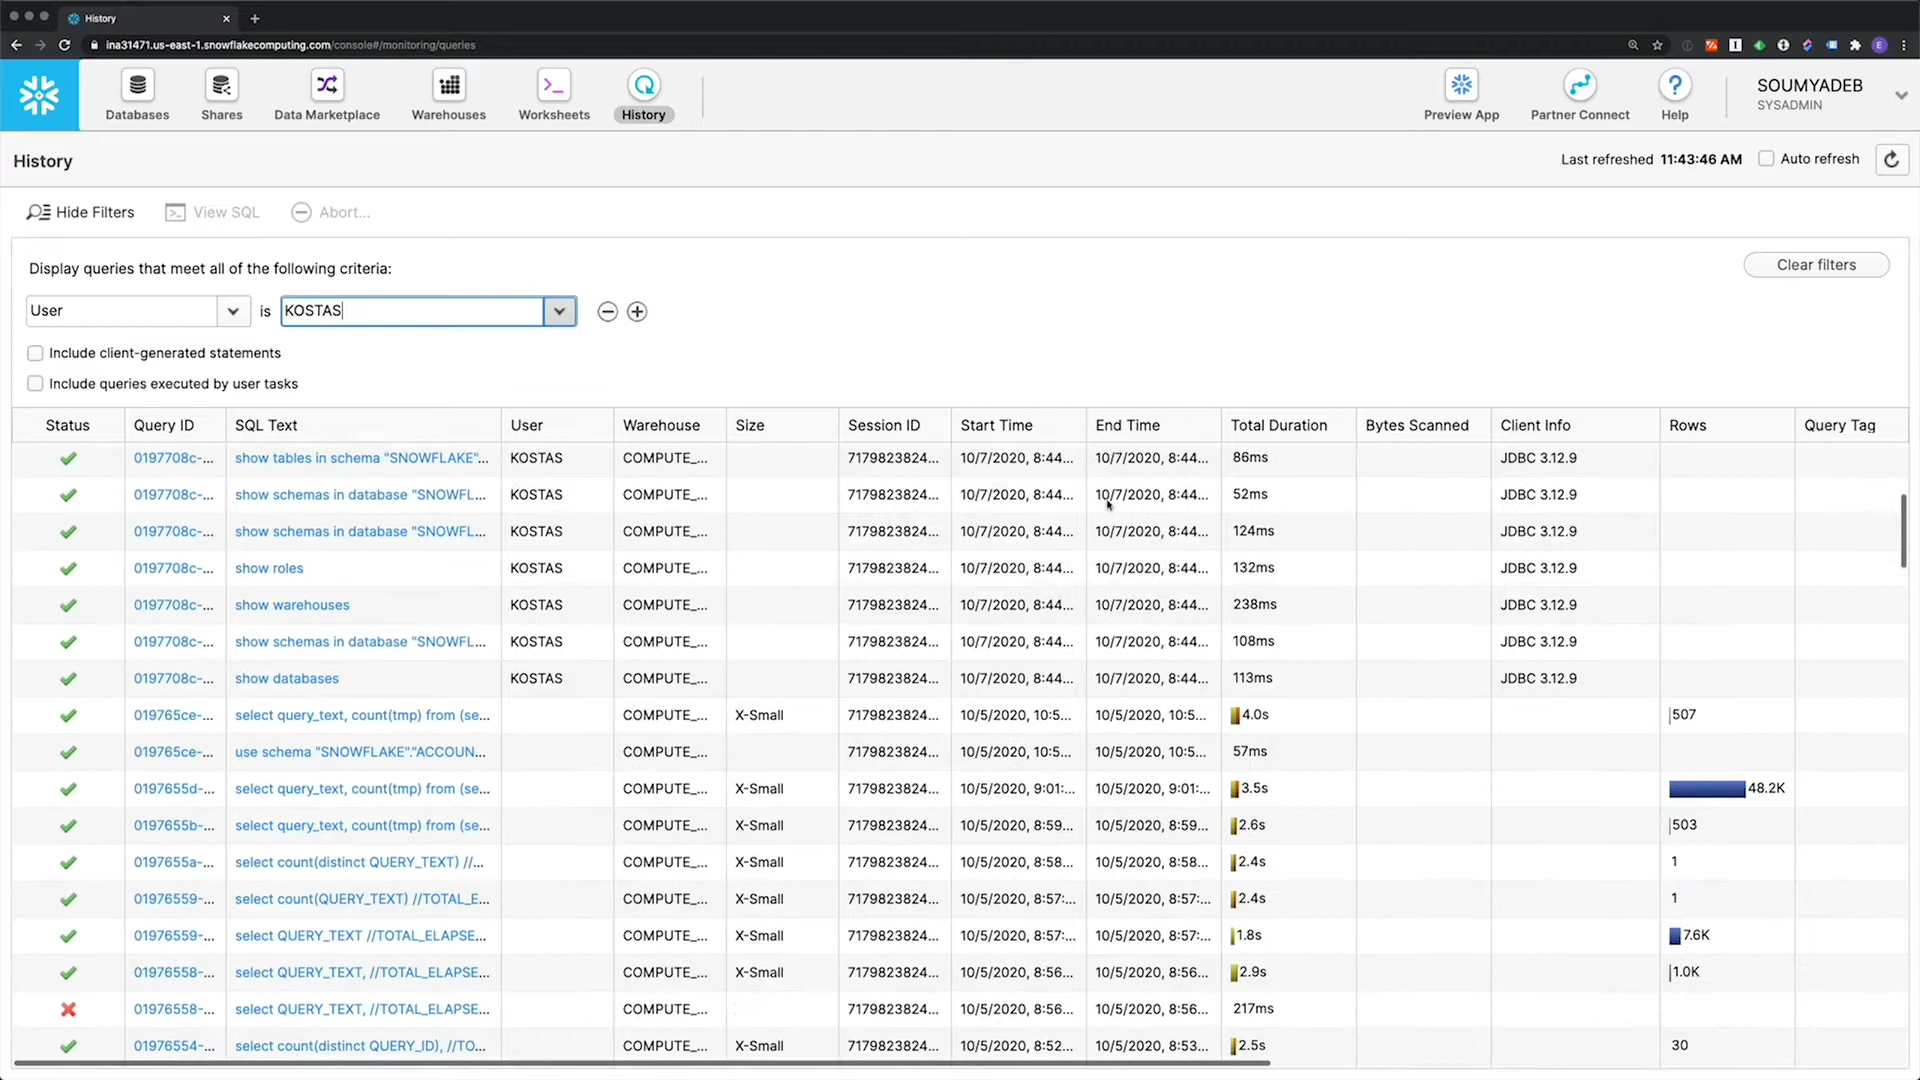 History
ina31471.us-east-1.snowflakecomputing.com/console#/monitoring/queries
E
Databases
Shares
Data Marketplace
Warehouses
Worksheets
History
Preview App
Partner Connect
Help
SOUMYADEB
SYSADMIN
History
Last refreshed 11:43:46 AM
Auto refresh
Hide Filters
View SQL
Abort...
Display queries that meet all of the following criteria:
Clear filters
User is KOSTAS
Include client-generated statements
Include queries executed by user tasks
Status Query ID SQL Text User Warehouse Size Session ID Start Time End Time Total Duration Bytes Scanned Client Info Rows Query Tag
0197708c-... show tables in schema "SNOWFLAKE"... KOSTAS COMPUTE_... 7179823824... 10/7/2020, 8:44... 10/7/2020, 8:44... 86ms JDBC 3.12.9
0197708c-... show schemas in database "SNOWFL... KOSTAS COMPUTE_... 7179823824... 10/7/2020, 8:44... 10/7/2020, 8:44... 52ms JDBC 3.12.9
0197708c-... show schemas in database "SNOWFL... KOSTAS COMPUTE_... 7179823824... 10/7/2020, 8:44... 10/7/2020, 8:44... 124ms JDBC 3.12.9
0197708c-... show roles KOSTAS COMPUTE_... 7179823824... 10/7/2020, 8:44... 10/7/2020, 8:44... 132ms JDBC 3.12.9
0197708c-... show warehouses KOSTAS COMPUTE_... 7179823824... 10/7/2020, 8:44... 10/7/2020, 8:44... 238ms JDBC 3.12.9
0197708c-... show schemas in database "SNOWFL... KOSTAS COMPUTE_... 7179823824... 10/7/2020, 8:44... 10/7/2020, 8:44... 108ms JDBC 3.12.9
0197708c-... show databases KOSTAS COMPUTE_... 7179823824... 10/7/2020, 8:44... 10/7/2020, 8:44... 113ms JDBC 3.12.9
019765ce-... select query_text, count(tmp) from (se... COMPUTE_... X-Small 7179823824... 10/5/2020, 10:5... 10/5/2020, 10:5... 4.0s 507
019765ce-... use schema "SNOWFLAKE"."ACCOUN... COMPUTE_... 7179823824... 10/5/2020, 10:5... 10/5/2020, 10:5... 57ms
0197655d-... select query_text, count(tmp) from (se... COMPUTE_... X-Small 7179823824... 10/5/2020, 9:01:... 10/5/2020, 9:01:... 3.5s 48.2K
0197655b-... select query_text, count(tmp) from (se... COMPUTE_... X-Small 7179823824... 10/5/2020, 8:59... 10/5/2020, 8:59... 2.6s 503
0197655a-... select count(distinct QUERY_TEXT) //... COMPUTE_... X-Small 7179823824... 10/5/2020, 8:58... 10/5/2020, 8:58... 2.4s 1
01976559-... select count(QUERY_TEXT) //TOTAL_E... COMPUTE_... X-Small 7179823824... 10/5/2020, 8:57:... 10/5/2020, 8:57:... 2.4s 1
01976559-... select QUERY_TEXT //TOTAL_ELAPSE... COMPUTE_... X-Small 7179823824... 10/5/2020, 8:57:... 10/5/2020, 8:57:... 1.8s 7.6K
01976558-... select QUERY_TEXT, //TOTAL_ELAPSE... COMPUTE_... X-Small 7179823824... 10/5/2020, 8:56... 10/5/2020, 8:56... 2.9s 1.0K
01976558-... select QUERY_TEXT, //TOTAL_ELAPSE... COMPUTE_... 7179823824... 10/5/2020, 8:56... 10/5/2020, 8:56... 217ms
01976554-... select count(distinct QUERY_ID), //TO... COMPUTE_... X-Small 7179823824... 10/5/2020, 8:52... 10/5/2020, 8:53... 2.5s 30